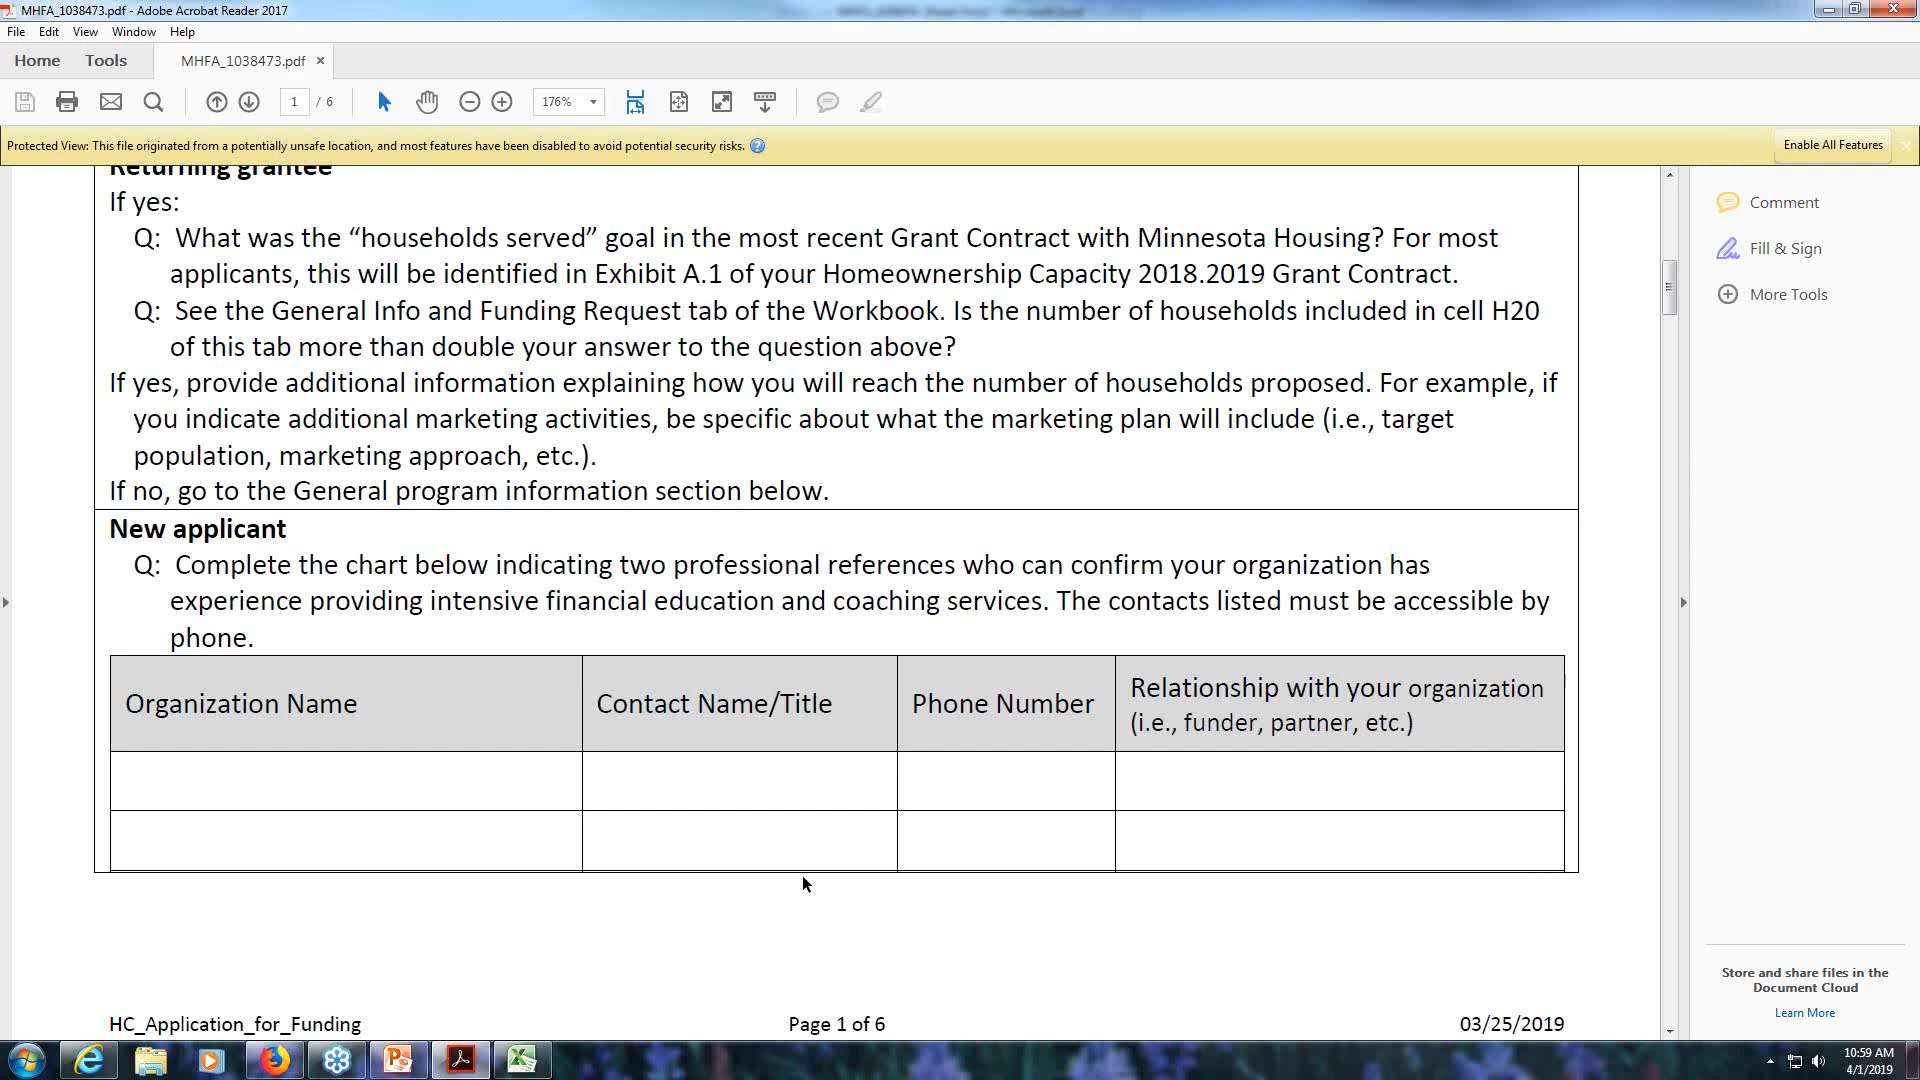 MHFA_1038473.pdf - Adobe Acrobat Reader 2017
File Edit View Window Help
Home Tools MHFA_1038473.pdf ×
1 / 6 176%
Protected View: This file originated from a potentially unsafe location, and most features have been disabled to avoid potential security risks. Enable All Features
Returning grantee
If yes:
Q: What was the “households served” goal in the most recent Grant Contract with Minnesota Housing? For most
applicants, this will be identified in Exhibit A.1 of your Homeownership Capacity 2018.2019 Grant Contract.
Q: See the General Info and Funding Request tab of the Workbook. Is the number of households included in cell H20
of this tab more than double your answer to the question above?
If yes, provide additional information explaining how you will reach the number of households proposed. For example, if
you indicate additional marketing activities, be specific about what the marketing plan will include (i.e., target
population, marketing approach, etc.).
If no, go to the General program information section below.
New applicant
Q: Complete the chart below indicating two professional references who can confirm your organization has
experience providing intensive financial education and coaching services. The contacts listed must be accessible by
phone.
Organization Name
Contact Name/Title
Phone Number
Relationship with your organization
(i.e., funder, partner, etc.)
HC_Application_for_Funding Page 1 of 6 03/25/2019
Comment
Fill & Sign
More Tools
Store and share files in the
Document Cloud
Learn More
10:59 AM
4/1/2019